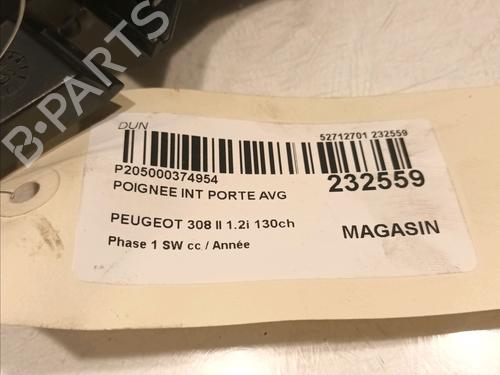 B-PARTS
DUN
52712701 232559
P205000374954
232559
POIGNEE INT PORTE AVG
PEUGEOT 308 II 1.2i 130ch
MAGASIN
Phase 1 SW cc / Année